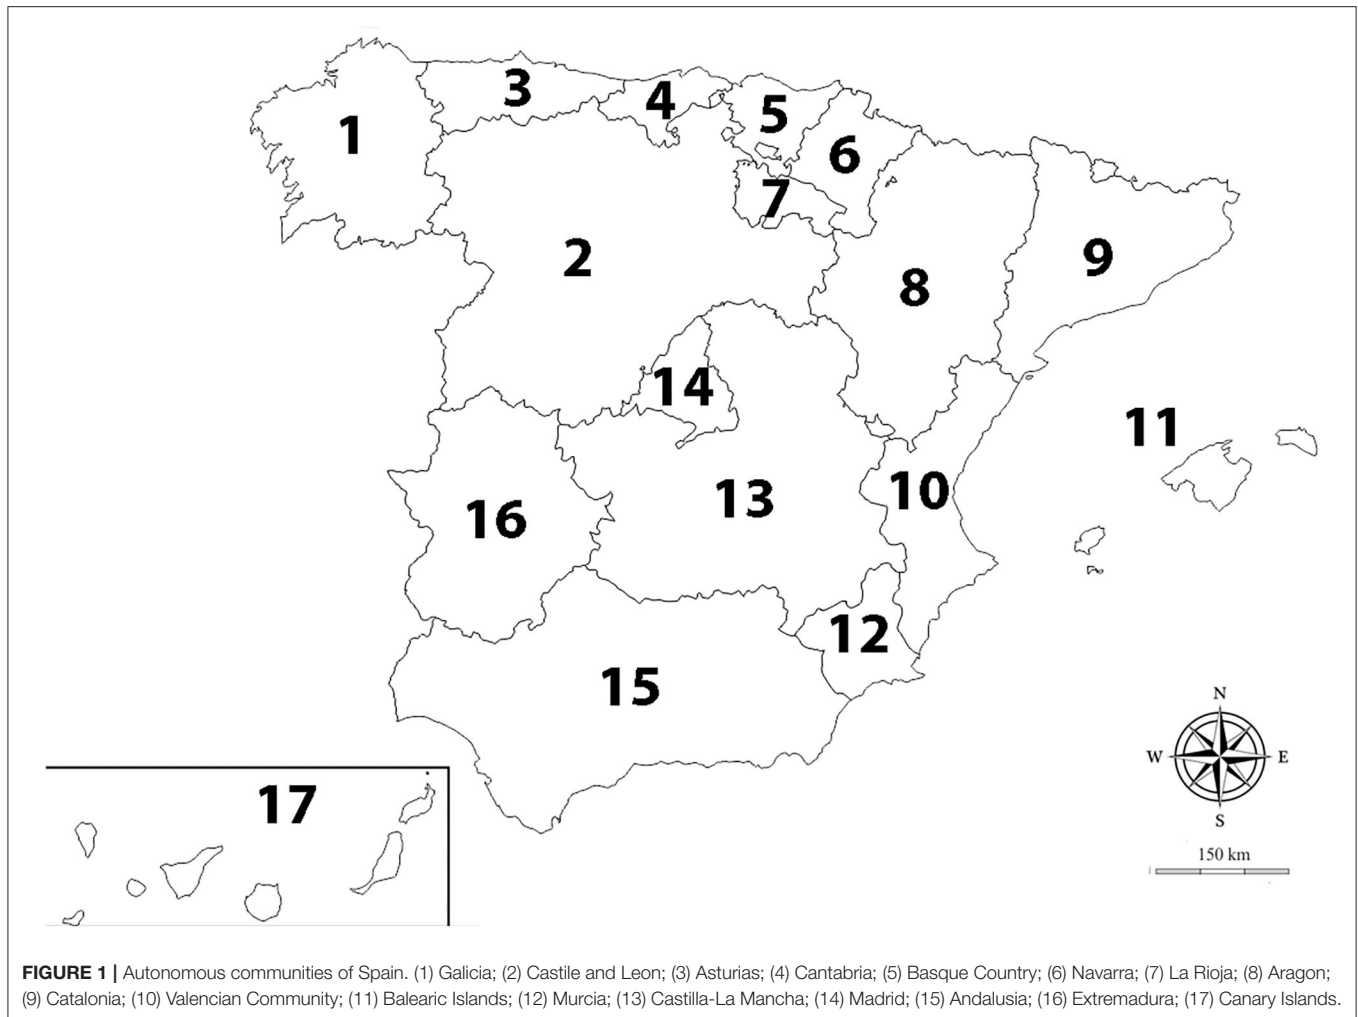 3
4
5
1
6
7
2
9
8
14
11
10
13
16
12
15
N
W E
S
17
150 km
FIGURE 1 | Autonomous communities of Spain. (1) Galicia; (2) Castile and Leon; (3) Asturias; (4) Cantabria; (5) Basque Country; (6) Navarra; (7) La Rioja; (8) Aragon;
(9) Catalonia; (10) Valencian Community; (11) Balearic Islands; (12) Murcia; (13) Castilla-La Mancha; (14) Madrid; (15) Andalusia; (16) Extremadura; (17) Canary Islands.